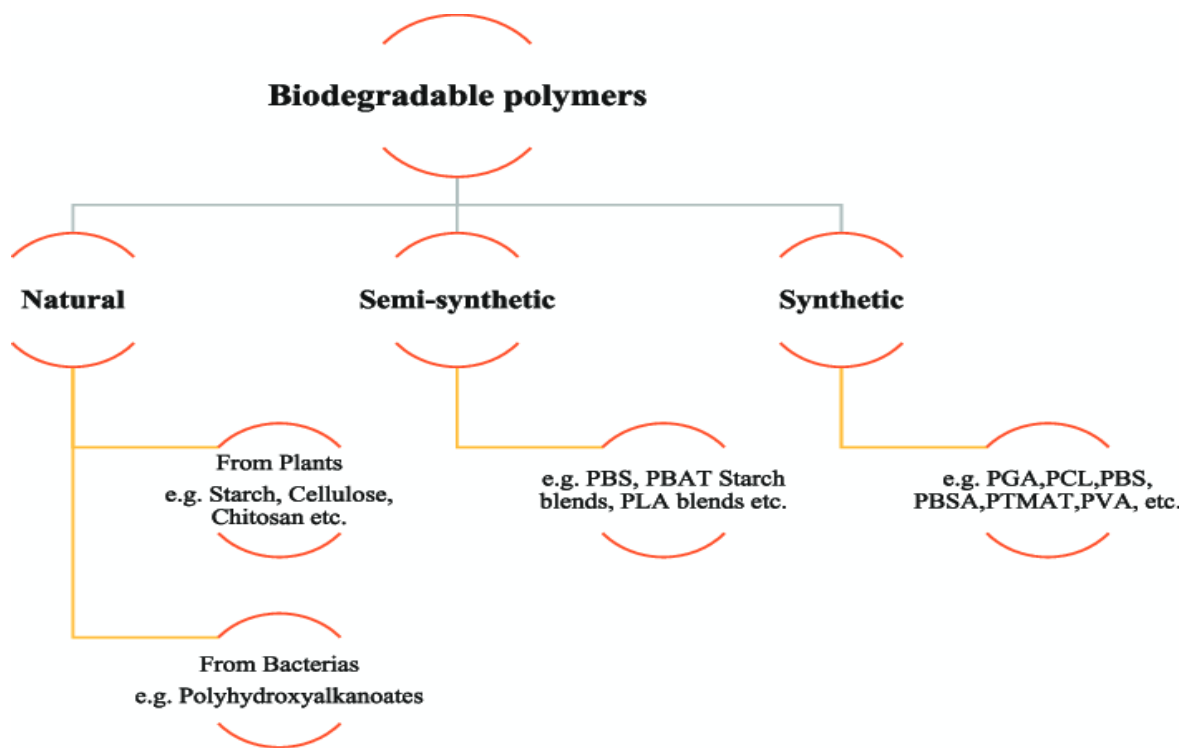 Biodegradable polymers
Natural
Semi-synthetic
Synthetic
From Plants
e.g. Starch, Cellulose,
Chitosan etc.
e.g. PBS, PBAT Starch
blends, PLA blends etc.
e.g. PGA,PCL,PBS,
PBSA,PTMAT,PVA, etc.
From Bacterias
e.g. Polyhydroxyalkanoates